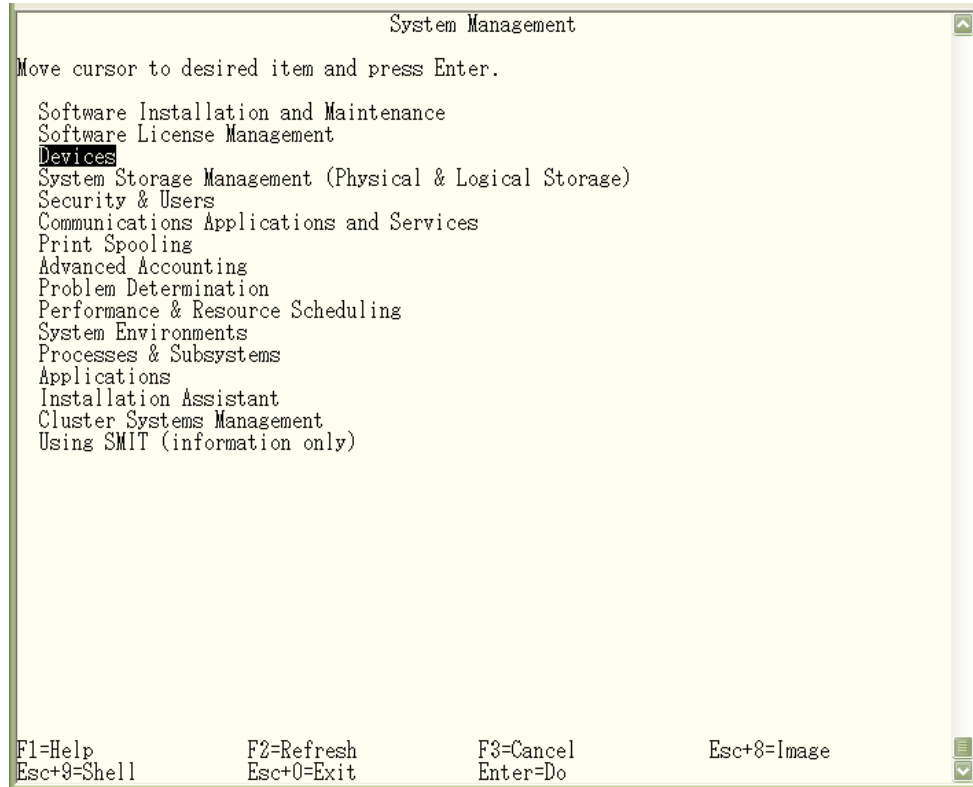 System Management
Move cursor to desired item and press Enter.
Software Installation and Maintenance
Software License Management
Devices
System Storage Management (Physical & Logical Storage)
Security & Users
Communications Applications and Services
Print Spooling
Advanced Accounting
Problem Determination
Performance & Resource Scheduling
System Environments
Processes & Subsystems
Applications
Installation Assistant
Cluster Systems Management
Using SMIT (information only)
F1=Help F2=Refresh F3=Cancel Esc+8=Image
Esc+9=Shell Esc+0=Exit Enter=Do